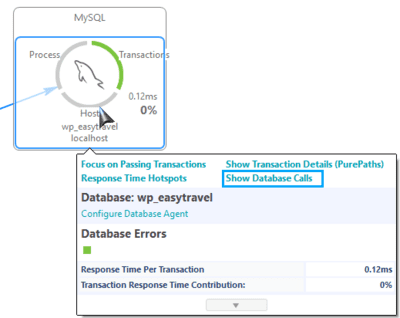 MySQL
Process
Transactions
0.12ms
0%
Host
wp_easytravel
localhost
Focus on Passing Transactions
Show Transaction Details (PurePaths)
Response Time Hotspots
Show Database Calls
Database: wp_easytravel
Configure Database Agent
Database Errors
Response Time Per Transaction 0.12ms
Transaction Response Time Contribution: 0%